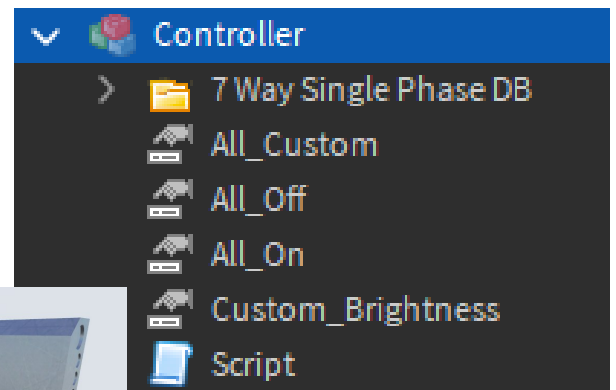 Controller
7 Way Single Phase DB
All_Custom
All_Off
All_On
Custom_Brightness
Script